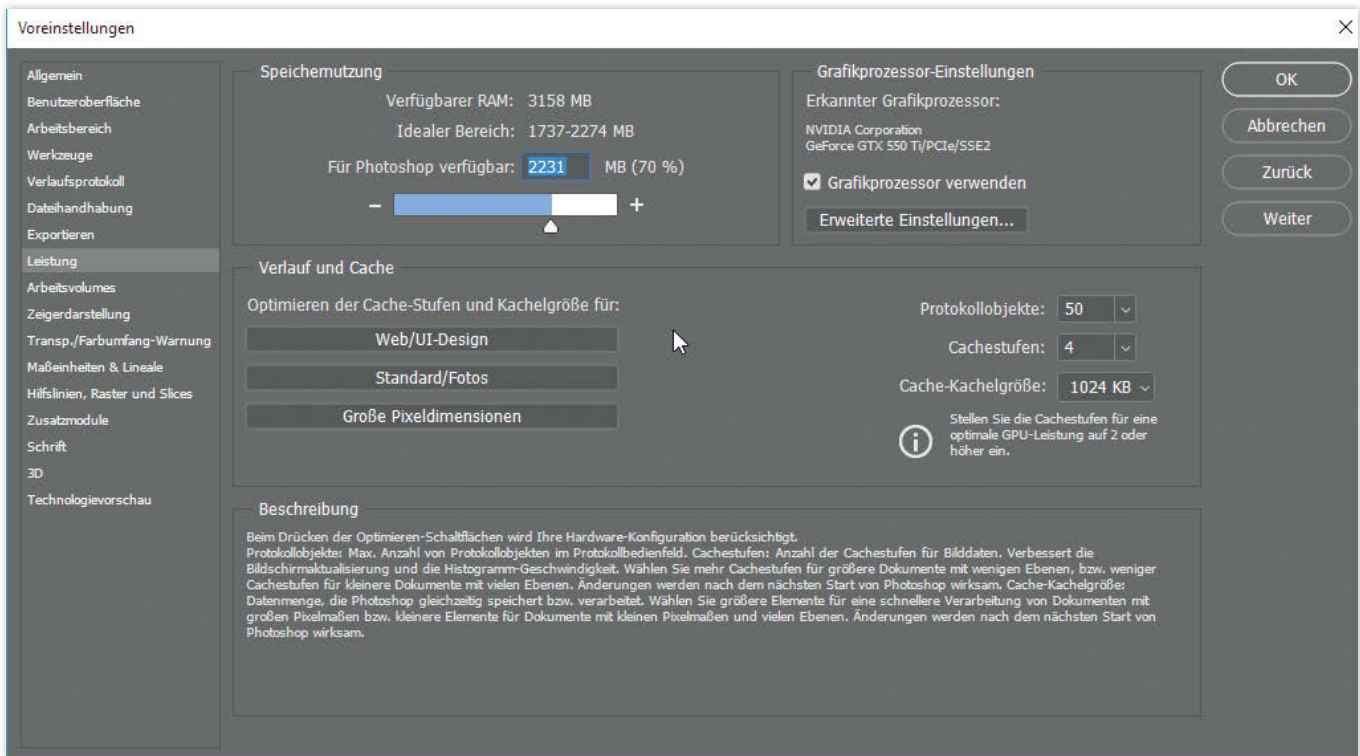 Voreinstellungen
Allgemein
Benutzeroberfläche
Arbeitsbereich
Werkzeuge
Verlaufsprotokoll
Dateihandhabung
Exportieren
Leistung
Arbeitsvolumes
Zeigerdarstellung
Transp./Farbumfang-Warnung
Maßeinheiten & Lineale
Hilfslinien, Raster und Slices
Zusatzmodule
Schrift
3D
Technologievorschau
Speichernutzung
Verfügbarer RAM: 3158 MB
Idealer Bereich: 1737-2274 MB
Für Photoshop verfügbar: 2231 MB (70 %)
− +
Grafikprozessor-Einstellungen
Erkannter Grafikprozessor:
NVIDIA Corporation
GeForce GTX 550 Ti/PCIe/SSE2
Grafikprozessor verwenden
Erweiterte Einstellungen...
OK
Abbrechen
Zurück
Weiter
Verlauf und Cache
Optimieren der Cache-Stufen und Kachelgröße für:
Web/UI-Design
Standard/Fotos
Große Pixeldimensionen
Protokollobjekte: 50
Cachestufen: 4
Cache-Kachelgröße: 1024 KB
Stellen Sie die Cachestufen für eine
optimale GPU-Leistung auf 2 oder
höher ein.
Beschreibung
Beim Drücken der Optimieren-Schaltflächen wird Ihre Hardware-Konfiguration berücksichtigt.
Protokollobjekte: Max. Anzahl von Protokollobjekten im Protokollbedienfeld. Cachestufen: Anzahl der Cachestufen für Bilddaten. Verbessert die
Bildschirmaktualisierung und die Histogramm-Geschwindigkeit. Wählen Sie mehr Cachestufen für größere Dokumente mit wenigen Ebenen, bzw. weniger
Cachestufen für kleinere Dokumente mit vielen Ebenen. Änderungen werden nach dem nächsten Start von Photoshop wirksam. Cache-Kachelgröße:
Datenmenge, die Photoshop gleichzeitig speichert bzw. verarbeitet. Wählen Sie größere Elemente für eine schnellere Verarbeitung von Dokumenten mit
großen Pixelmaßen bzw. kleinere Elemente für Dokumente mit kleinen Pixelmaßen und vielen Ebenen. Änderungen werden nach dem nächsten Start von
Photoshop wirksam.